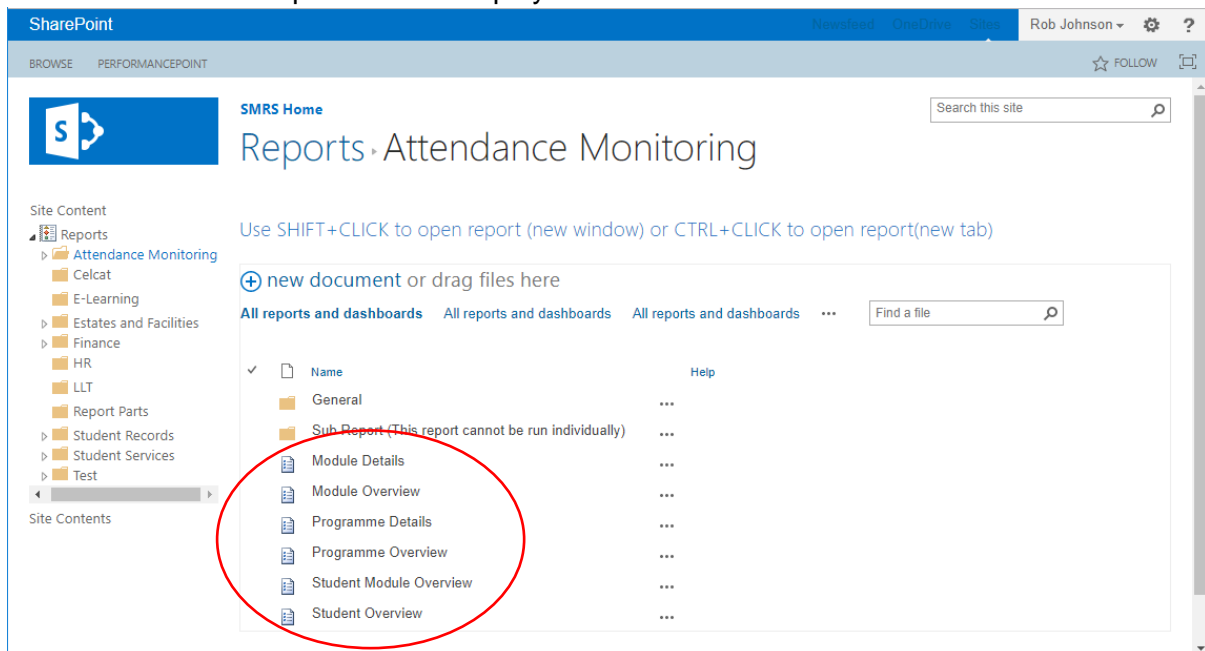 SharePoint Newsfeed OneDrive Sites Rob Johnson ?
BROWSE PERFORMANCEPOINT FOLLOW
S
SMRS Home Search this site
Reports Attendance Monitoring
Site Content
Reports
Attendance Monitoring
Celcat
E-Learning
Estates and Facilities
Finance
HR
LLT
Report Parts
Student Records
Student Services
Test
Site Contents
Use SHIFT+CLICK to open report (new window) or CTRL+CLICK to open report(new tab)
new document or drag files here
All reports and dashboards All reports and dashboards All reports and dashboards ... Find a file
Name Help
General ...
Sub Report (This report cannot be run individually) ...
Module Details ...
Module Overview ...
Programme Details ...
Programme Overview ...
Student Module Overview ...
Student Overview ...